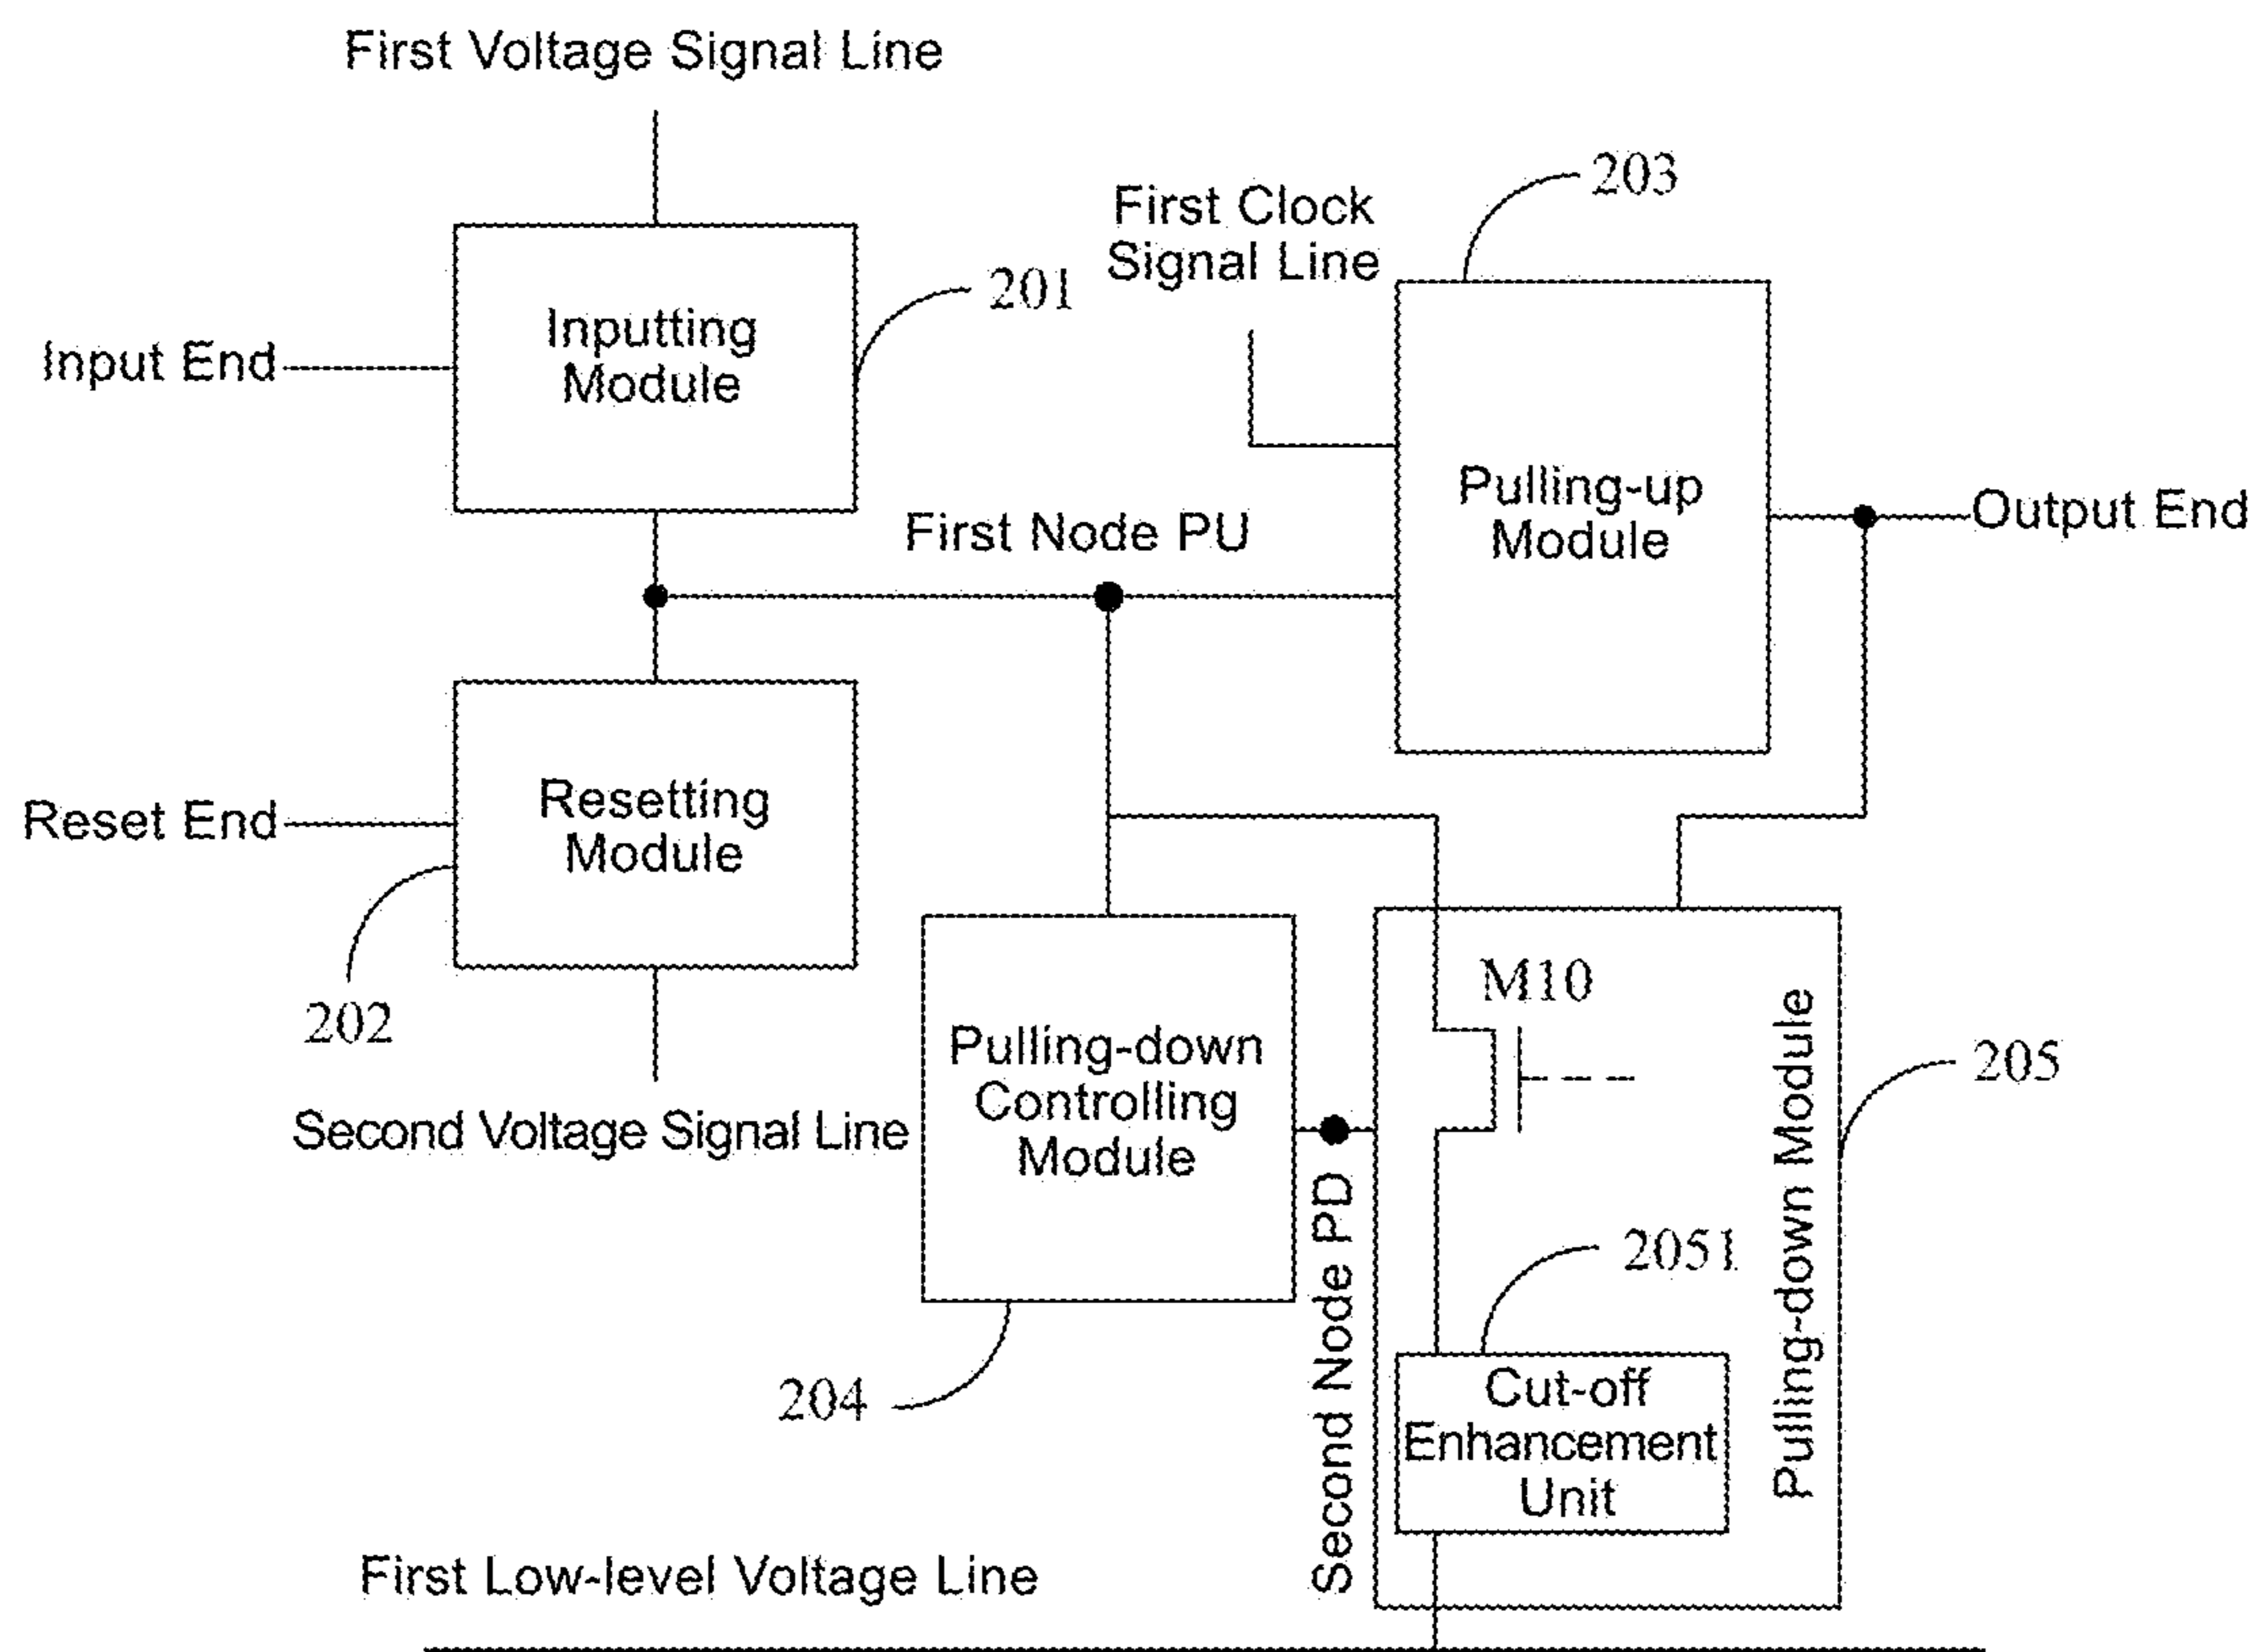 First Voltage Signal Line
203
First Clock
Signal Line
201
Inputting
Module
Input End
Pulling-up
Module
Output End
First Node PU
Resetting
Module
Reset End
202
M10
Pulling-down
Controlling
Module
Second Voltage Signal Line
Second Node PD
Pulling-down Module
205
2051
204
Cut-off
Enhancement
Unit
First Low-level Voltage Line